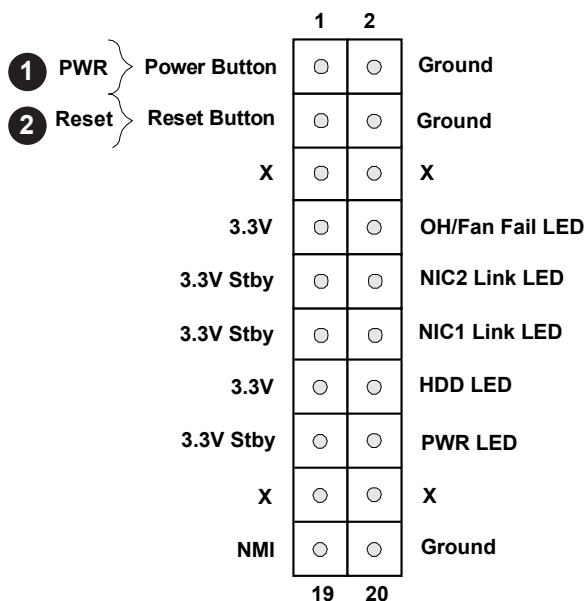 1 2
1 PWR Power Button Ground
2 Reset Reset Button Ground
X X
3.3V OH/Fan Fail LED
3.3V Stby NIC2 Link LED
3.3V Stby NIC1 Link LED
3.3V HDD LED
3.3V Stby PWR LED
X X
NMI Ground
19 20